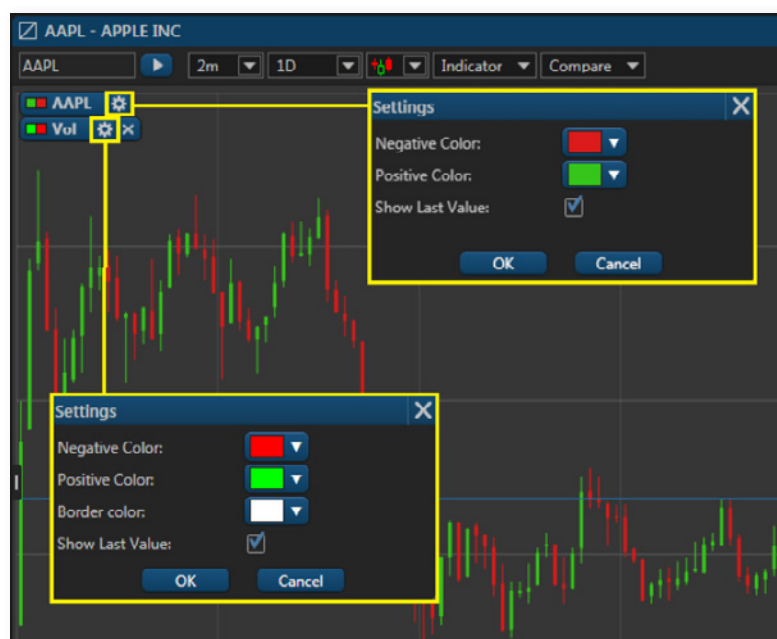 AAPL - APPLE INC
AAPL 2m 1D Indicator Compare
AAPL
Vol
Settings
Negative Color:
Positive Color:
Show Last Value:
OK Cancel
Settings
Negative Color:
Positive Color:
Border color:
Show Last Value:
OK Cancel